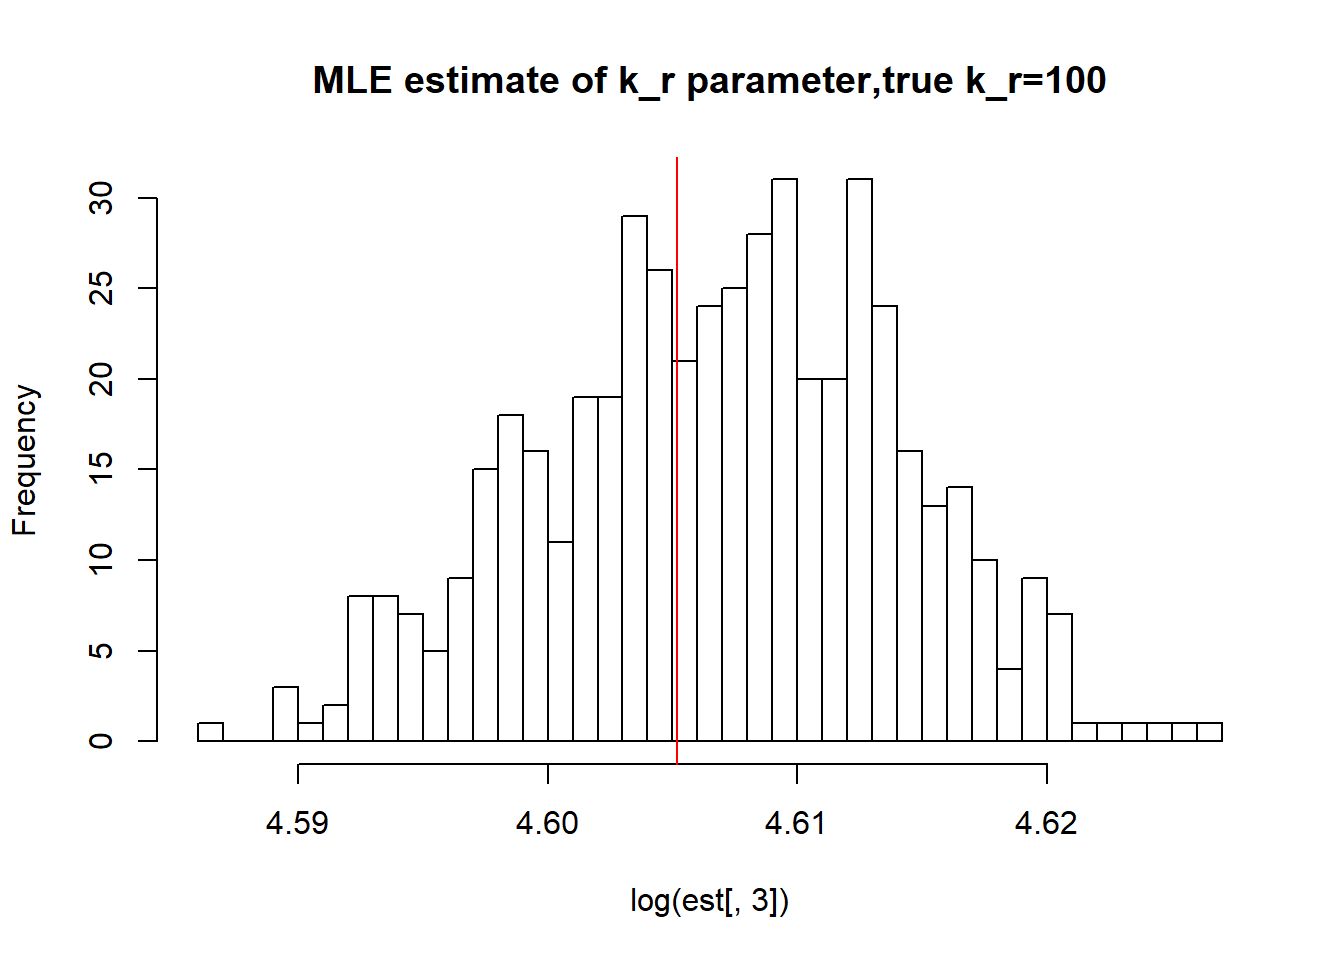 MLE estimate of k_r parameter,true k_r=100
Frequency
30
25
20
15
10
5
0
4.59 4.60 4.61 4.62
log(est[, 3])